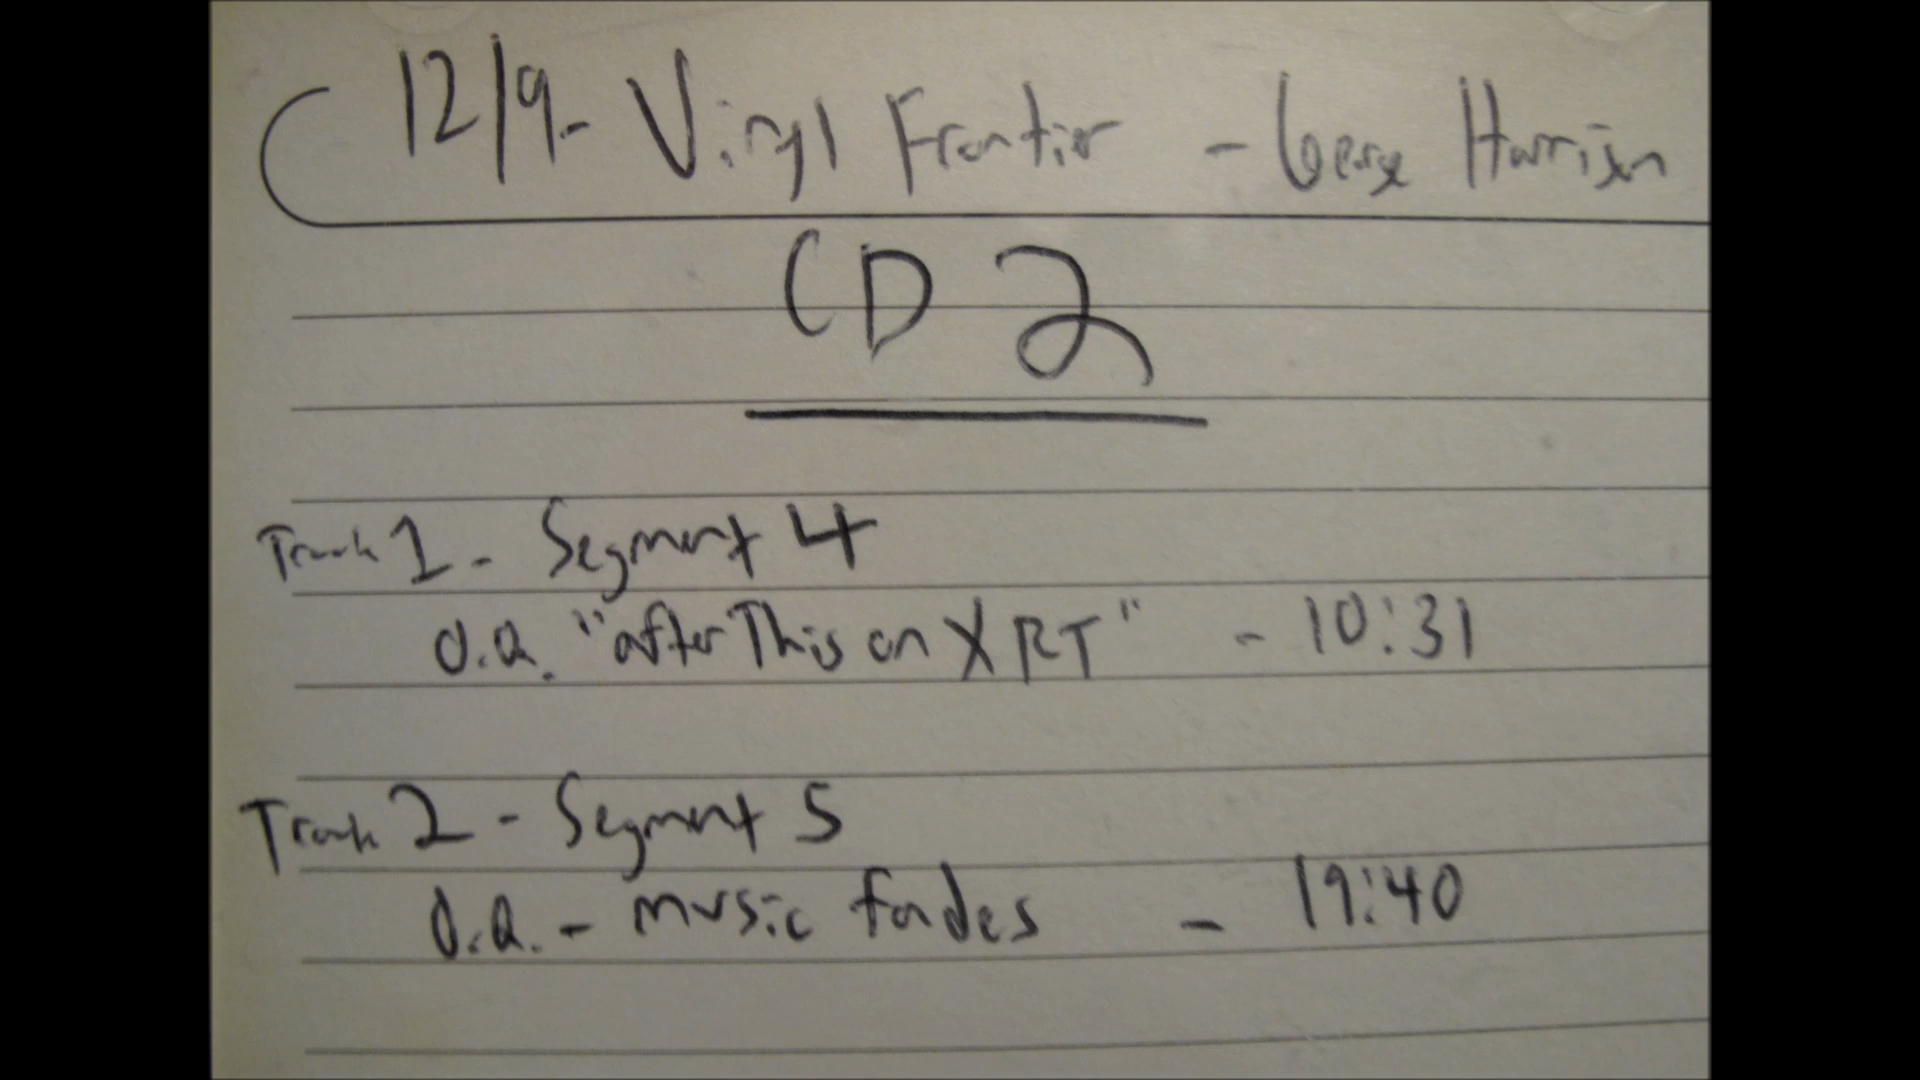 12/9 - Vinyl Frontier - George Harrison
CD 2
Track 1 - Segment 4
O.Q. "after This on XRT" - 10:31
Track 2 - Segment 5
O.Q. - music fades - 19:40